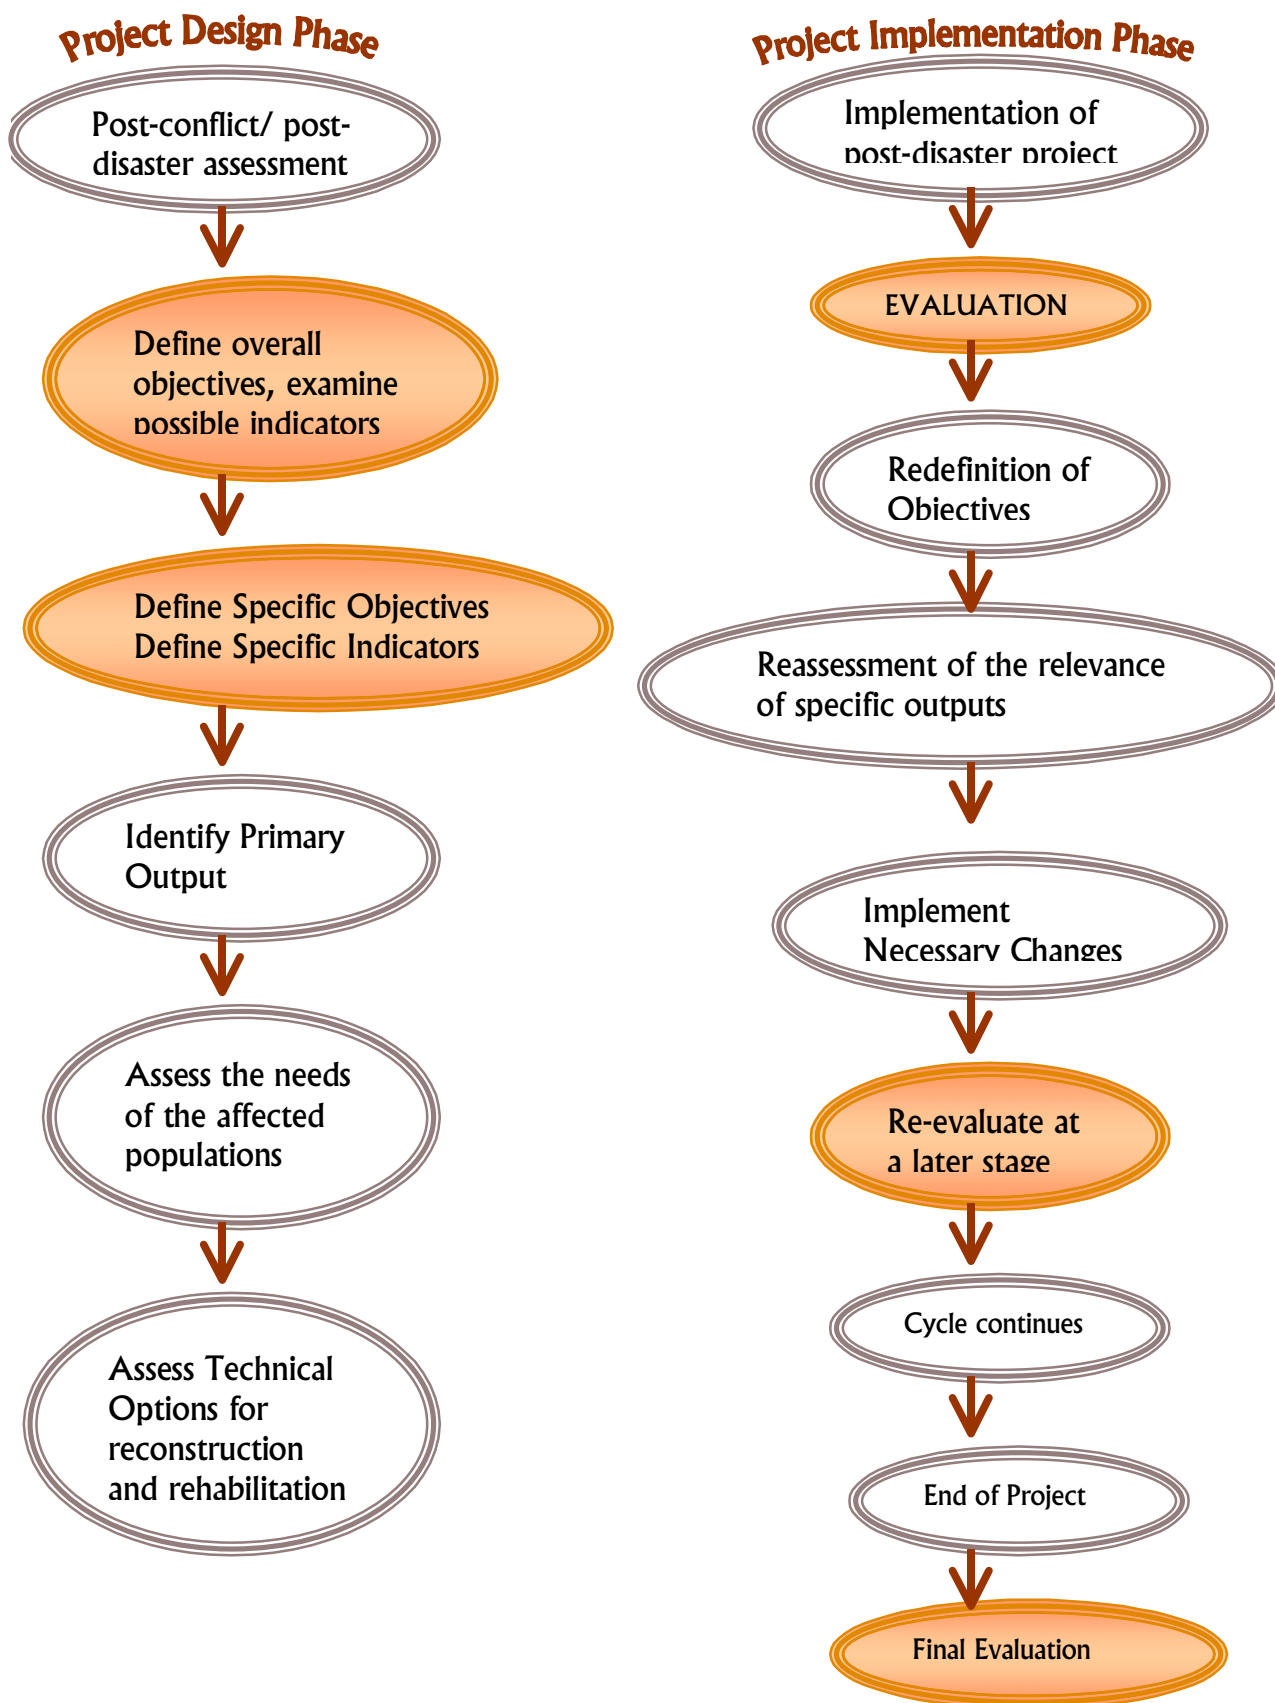 Project Design Phase
Post-conflict/ post-
disaster assessment
Define overall
objectives, examine
possible indicators
Define Specific Objectives
Define Specific Indicators
Identify Primary
Output
Assess the needs
of the affected
populations
Assess Technical
Options for
reconstruction
and rehabilitation
Project Implementation Phase
Implementation of
post-disaster project
EVALUATION
Redefinition of
Objectives
Reassessment of the relevance
of specific outputs
Implement
Necessary Changes
Re-evaluate at
a later stage
Cycle continues
End of Project
Final Evaluation